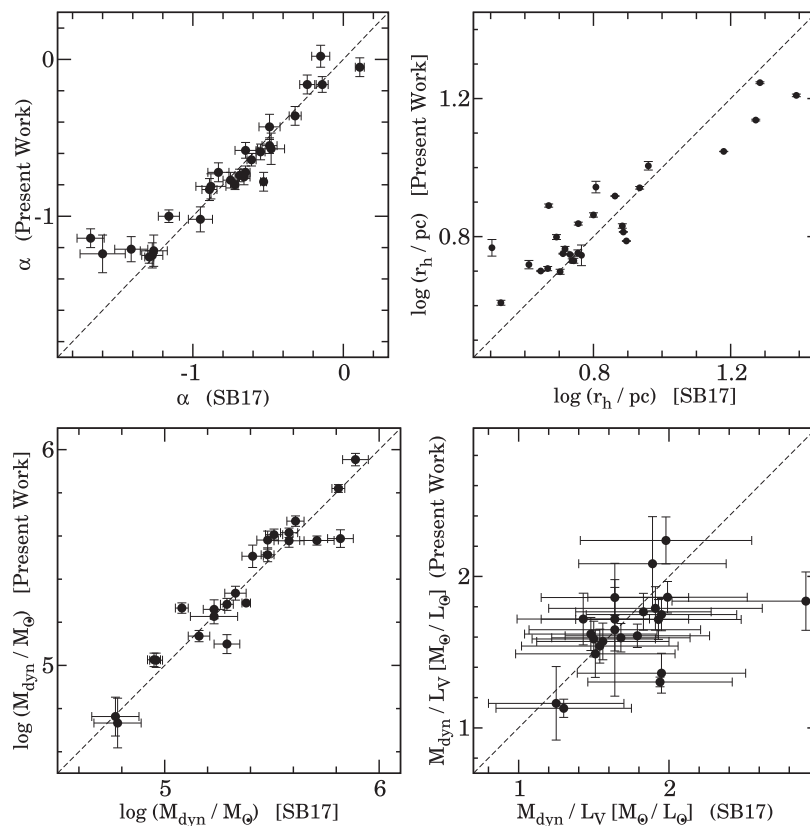 0
-1
α (Present Work)
-1
0
α (SB17)
1.2
0.8
log (r_h / pc) [Present Work]
0.8
1.2
log (r_h / pc) [SB17]
6
5
log (M_dyn / M_⊙) [Present Work]
5
6
log (M_dyn / M_⊙) [SB17]
2
1
M_dyn / L_V [M_⊙ / L_⊙] (Present Work)
1
2
M_dyn / L_V [M_⊙ / L_⊙] (SB17)